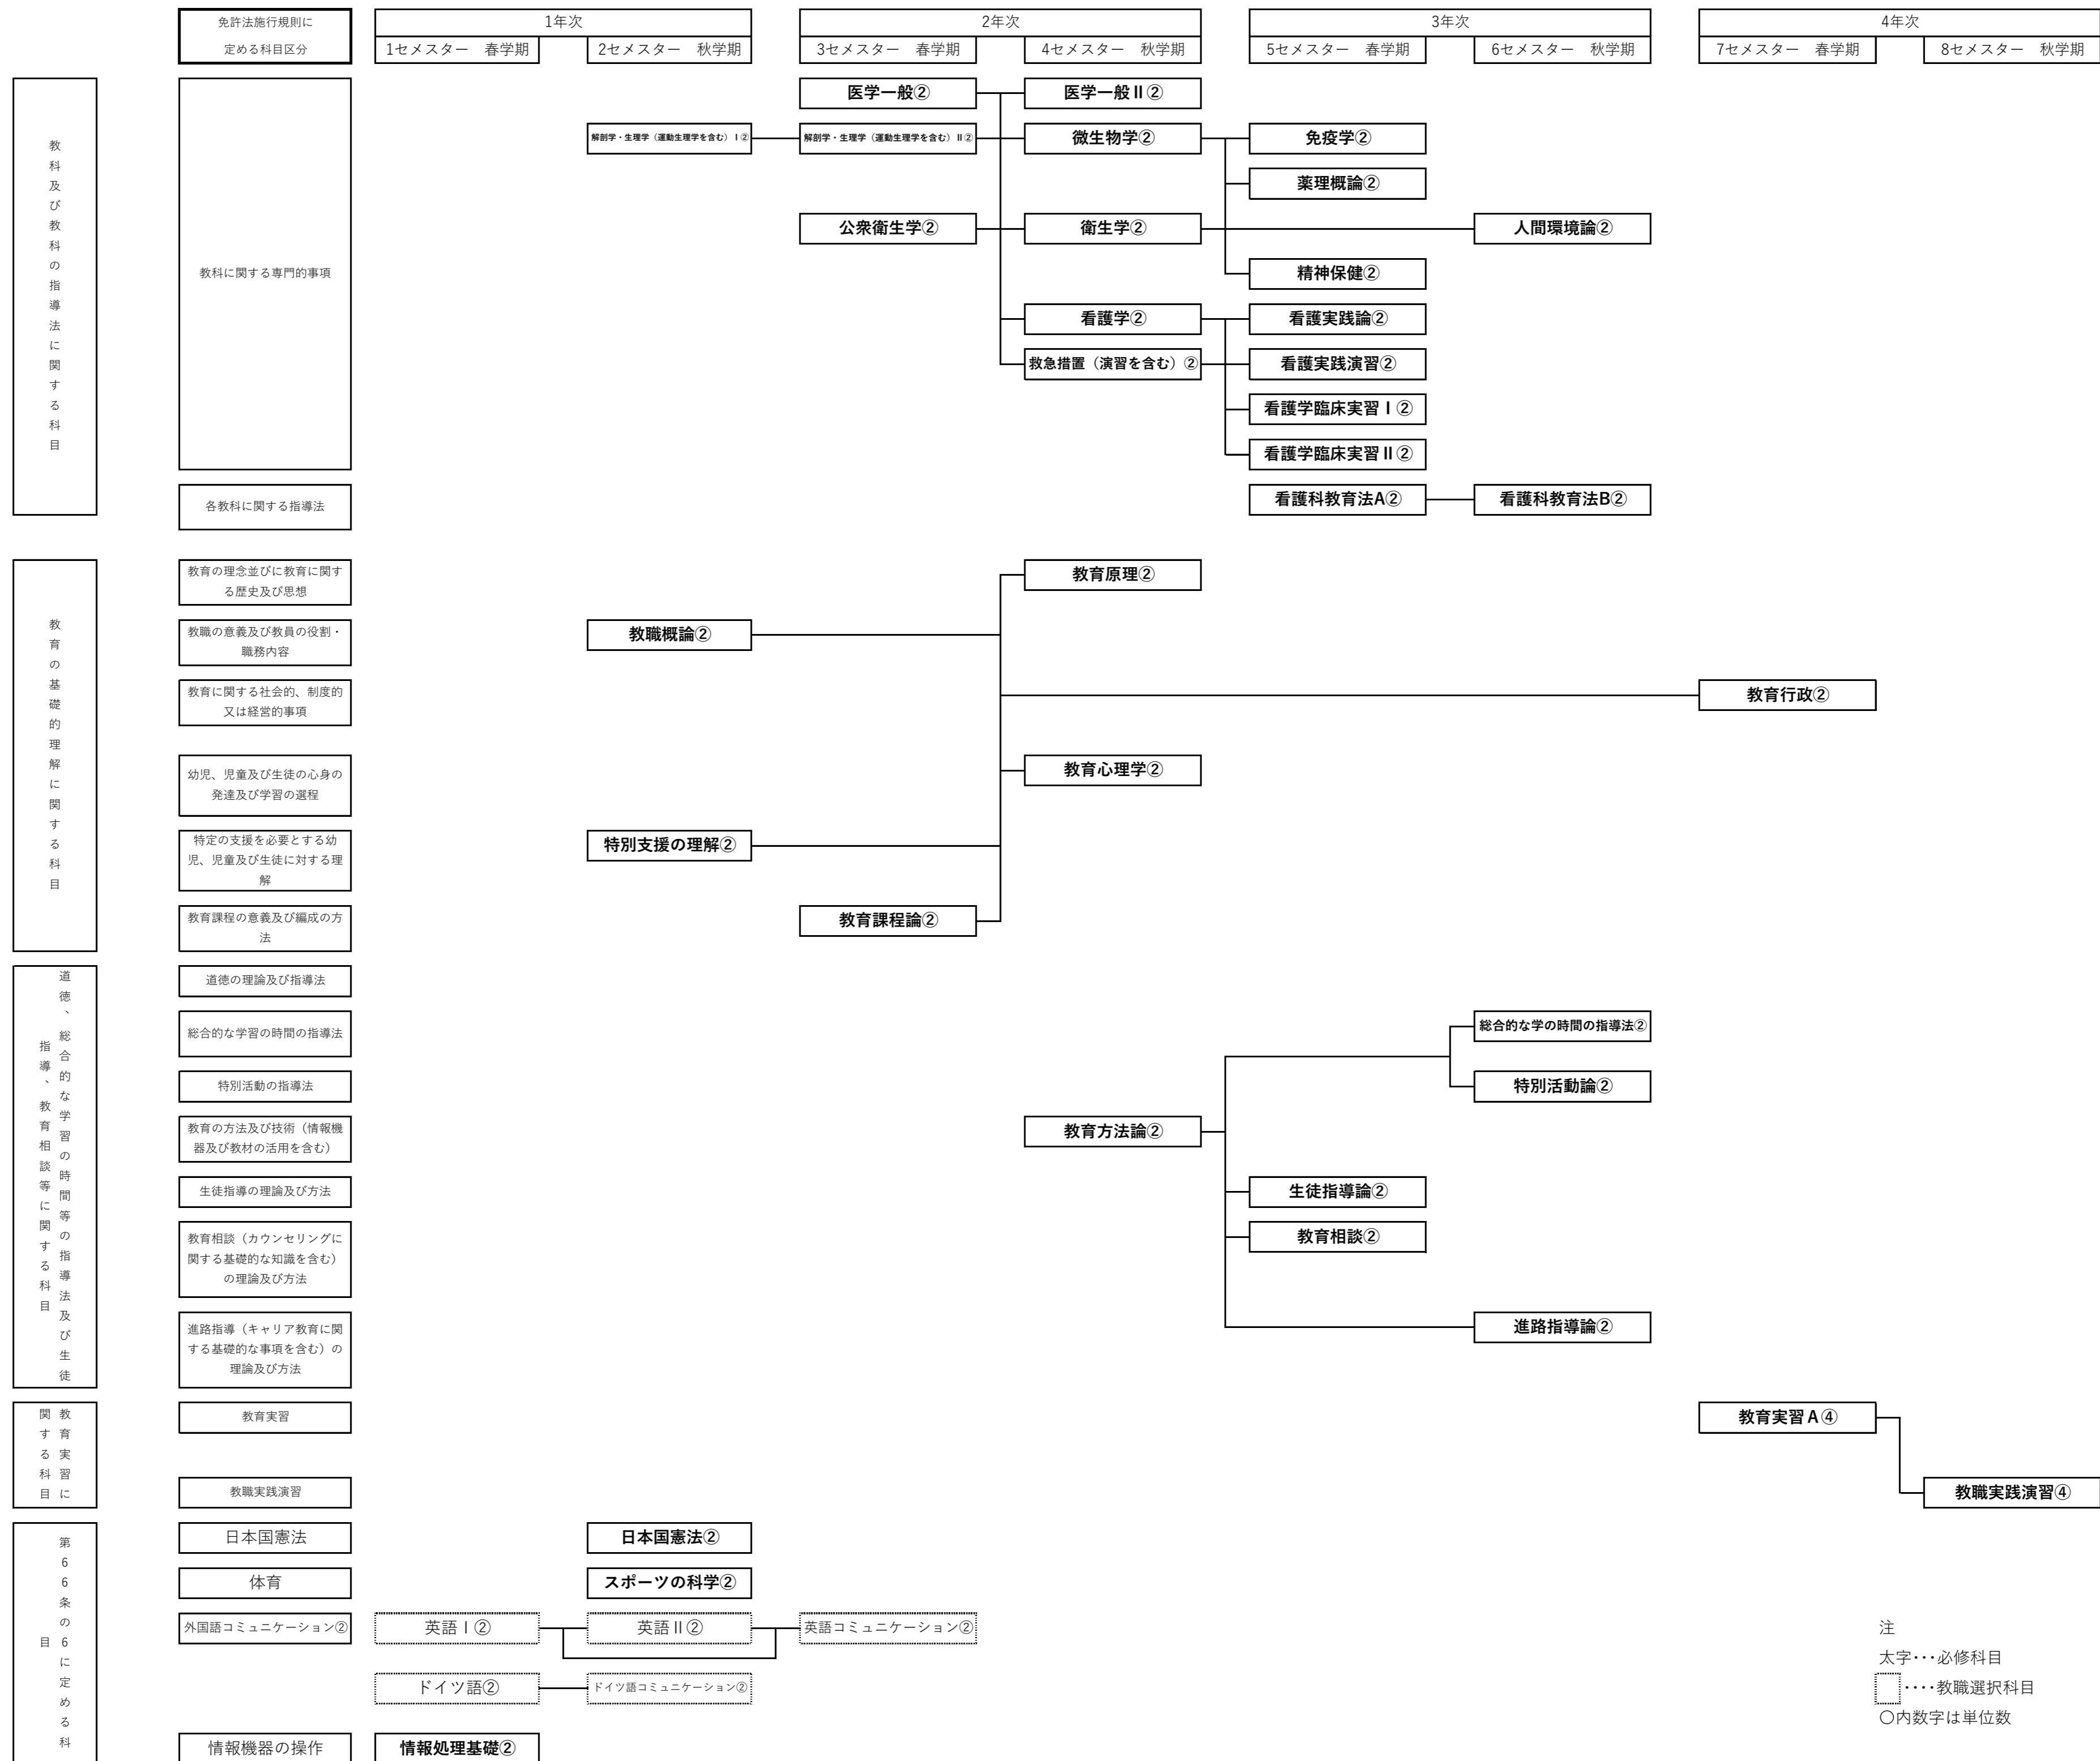 免許法施行規則に
定める科目区分
1年次
2年次
3年次
4年次
1セメスター　春学期
2セメスター　秋学期
3セメスター　春学期
4セメスター　秋学期
5セメスター　春学期
6セメスター　秋学期
7セメスター　春学期
8セメスター　秋学期
教科及び教科の指導法に関する科目
教科に関する専門的事項
医学一般②
医学一般Ⅱ②
解剖学・生理学（運動生理学を含む）Ⅰ②
解剖学・生理学（運動生理学を含む）Ⅱ②
微生物学②
免疫学②
薬理概論②
公衆衛生学②
衛生学②
人間環境論②
精神保健②
看護学②
看護実践論②
救急措置（演習を含む）②
看護実践演習②
看護学臨床実習Ⅰ②
看護学臨床実習Ⅱ②
各教科に関する指導法
看護科教育法A②
看護科教育法B②
教育の基礎的理解に関する科目
教育の理念並びに教育に関す
る歴史及び思想
教育原理②
教職の意義及び教員の役割・
職務内容
教職概論②
教育に関する社会的、制度的
又は経営的事項
教育行政②
幼児、児童及び生徒の心身の
発達及び学習の選程
教育心理学②
特定の支援を必要とする幼
児、児童及び生徒に対する理
解
特別支援の理解②
教育課程の意義及び編成の方
法
教育課程論②
道徳、総合的な学習の時間等の指導法及び生徒
指導、教育相談等に関する科目
道徳の理論及び指導法
総合的な学習の時間の指導法
総合的な学の時間の指導法②
特別活動の指導法
特別活動論②
教育の方法及び技術（情報機
器及び教材の活用を含む）
教育方法論②
生徒指導の理論及び方法
生徒指導論②
教育相談（カウンセリングに
関する基礎的な知識を含む）
の理論及び方法
教育相談②
進路指導（キャリア教育に関
する基礎的な事項を含む）の
理論及び方法
進路指導論②
教育実習に
関する科目
教育実習
教育実習Ａ④
教職実践演習
教職実践演習④
第66条の6に定める科
目
日本国憲法
日本国憲法②
体育
スポーツの科学②
外国語コミュニケーション②
英語Ⅰ②
英語Ⅱ②
英語コミュニケーション②
ドイツ語②
ドイツ語コミュニケーション②
情報機器の操作
情報処理基礎②
注
太字･･･必修科目
････教職選択科目
〇内数字は単位数